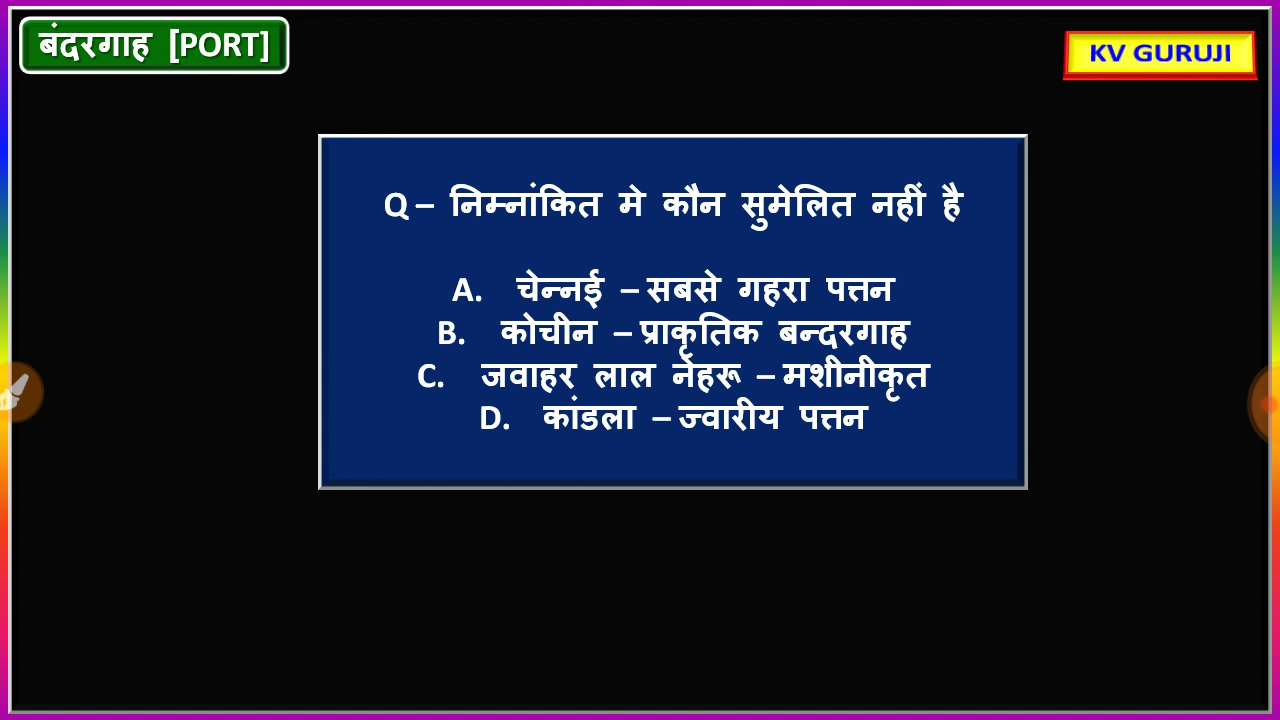 बंदरगाह [PORT]
KV GURUJI
Q – निम्नांकित मे कौन सुमेलित नहीं है
A. चेन्नई – सबसे गहरा पत्तन
B. कोचीन – प्राकृतिक बन्दरगाह
C. जवाहर लाल नेहरू – मशीनीकृत
D. कांडला – ज्वारीय पत्तन